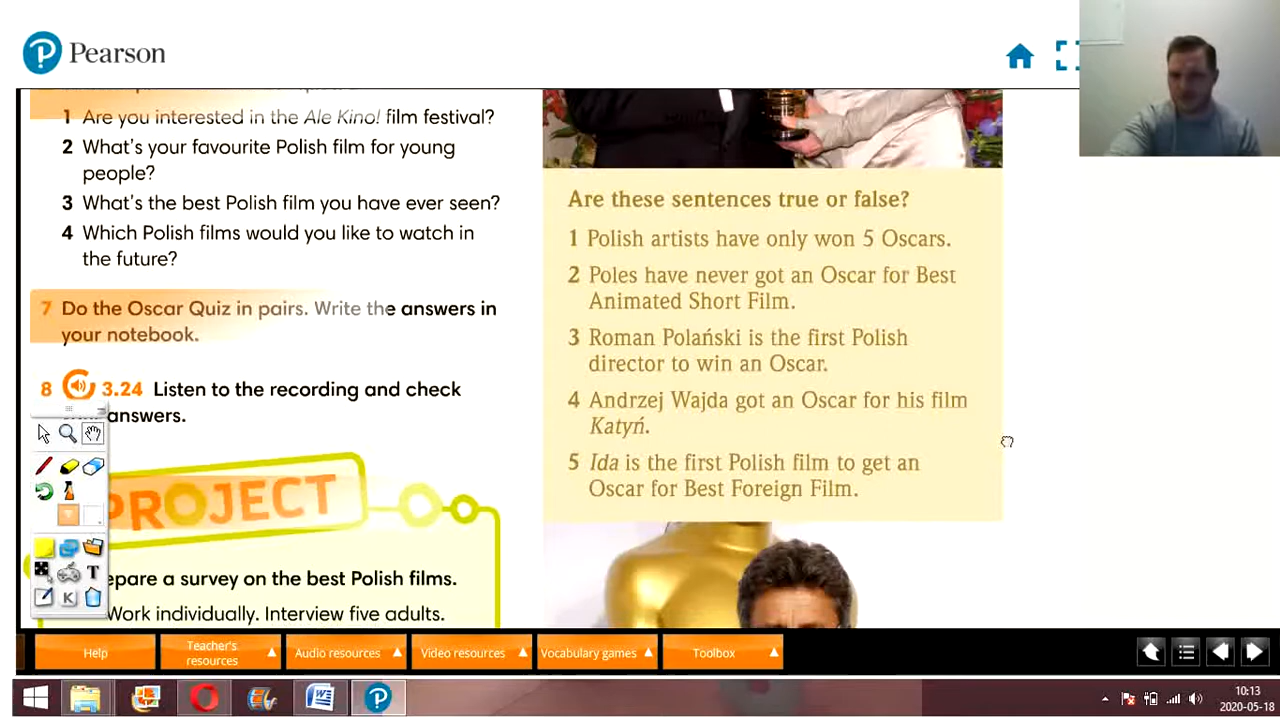 Pearson
1 Are you interested in the Ale Kino! film festival?
2 What's your favourite Polish film for young
people?
3 What's the best Polish film you have ever seen?
4 Which Polish films would you like to watch in
the future?
7 Do the Oscar Quiz in pairs. Write the answers in
your notebook.
8 3.24 Listen to the recording and check
answers.
PROJECT
epare a survey on the best Polish films.
Work individually. Interview five adults.
Are these sentences true or false?
1 Polish artists have only won 5 Oscars.
2 Poles have never got an Oscar for Best
Animated Short Film.
3 Roman Polański is the first Polish
director to win an Oscar.
4 Andrzej Wajda got an Oscar for his film
Katyń.
5 Ida is the first Polish film to get an
Oscar for Best Foreign Film.
T
K
Help
Teacher's
resources
Audio resources
Video resources
Vocabulary games
Toolbox
10:13
2020-05-18